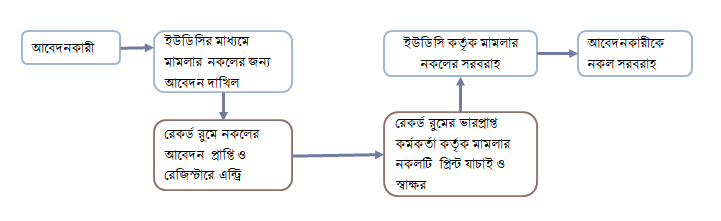 আবেদনকারী
ইউডিসির মাধ্যমে
মামলার নকলের জন্য
আবেদন দাখিল
রেকর্ড রুমে নকলের
আবেদন প্রাপ্তি ও
রেজিস্টারে এন্ট্রি
রেকর্ড রুমের ভারপ্রাপ্ত
কর্মকর্তা কর্তৃক মামলার
নকলটি প্রিন্ট যাচাই ও
স্বাক্ষর
ইউডিসি কর্তৃক মামলার
নকলের সরবরাহ
আবেদনকারীকে
নকল সরবরাহ